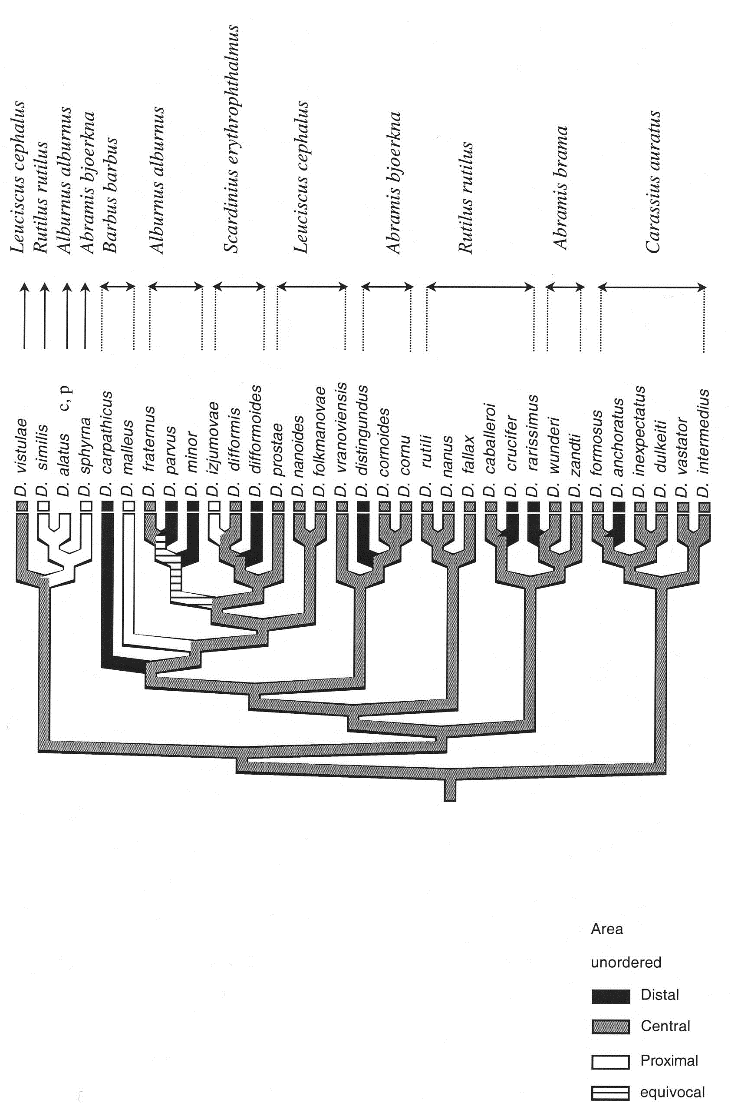 Leuciscus cephalus
Rutilus rutilus
Alburnus alburnus
Abramis bjoerkna
Barbus barbus
Alburnus alburnus
Scardinius erythrophthalmus
Leuciscus cephalus
Abramis bjoerkna
Rutilus rutilus
Abramis brama
Carassius auratus
D. vistulae
D. similis
D. alatus c, p
D. sphyrna
D. carpathicus
D. malleus
D. fraternus
D. parvus
D. minor
D. izjumovae
D. difformis
D. difformoides
D. prostae
D. nanoides
D. folkmanovae
D. vranoviensis
D. distingundus
D. cornoides
D. cornu
D. rutili
D. nanus
D. fallax
D. caballeroi
D. crucifer
D. rarissimus
D. wunderi
D. zandti
D. formosus
D. anchoratus
D. inexpectatus
D. dulkeiti
D. vastator
D. intermedius
Area
unordered
Distal
Central
Proximal
equivocal